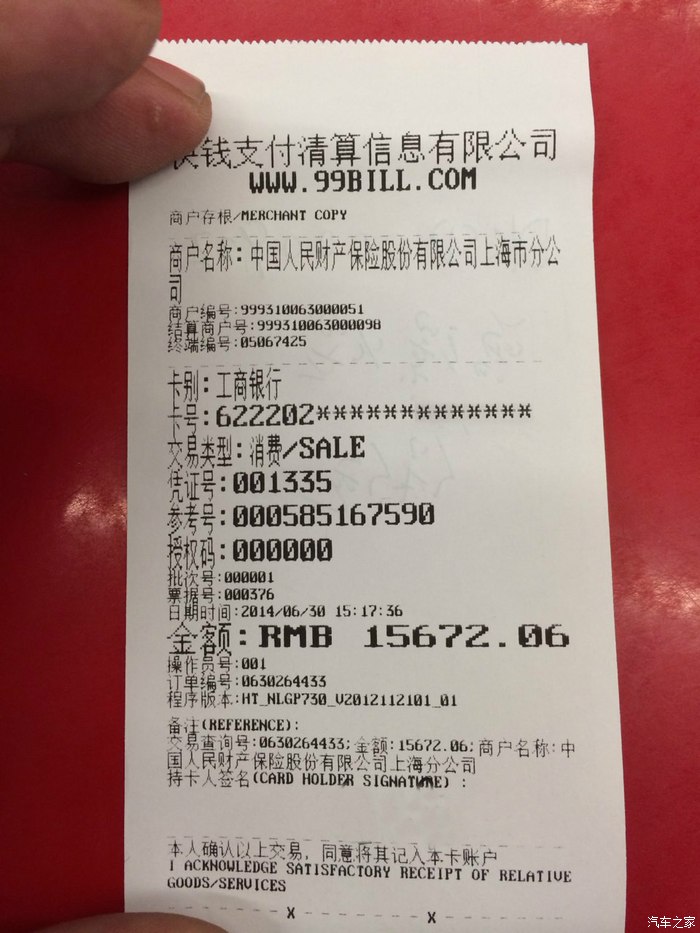 快钱支付清算信息有限公司
WWW.99BILL.COM
商户存根/MERCHANT COPY
商户名称:中国人民财产保险股份有限公司上海市分公
司
商户编号:999310063000051
结算商户号:999310063000098
终端编号:05067425
卡别:工商银行
卡号:622202*************
交易类型:消费/SALE
凭证号:001335
参考号:000585167590
授权码:000000
批次号:000001
票据号:000376
日期时间:2014/06/30 15:17:36
金额:RMB 15672.06
操作员号:001
订单编号:0630264433
程序版本:HT_NLGP730_V2012112101_01
备注(REFERENCE):
交易查询号:0630264433;金额:15672.06;商户名称:中
国人民财产保险股份有限公司上海分公司
持卡人签名(CARD HOLDER SIGNATURE) :
本人确认以上交易,同意将其记入本卡账户
I ACKNOWLEDGE SATISFACTORY RECEIPT OF RELATIVE
GOODS/SERVICES
X X
汽车之家